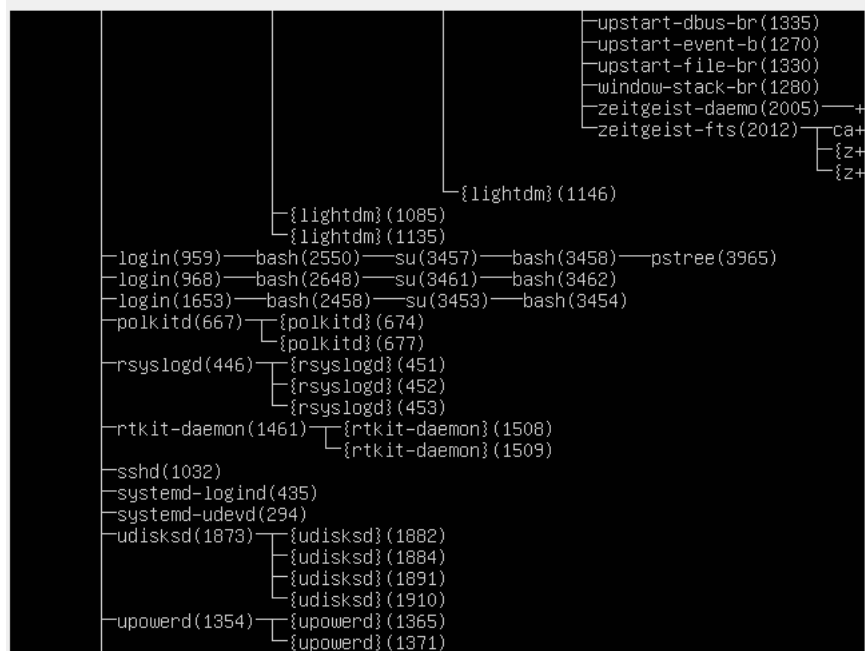 upstart-dbus-br(1335)
upstart-event-b(1270)
upstart-file-br(1330)
window-stack-br(1280)
zeitgeist-daemo(2005)───+
zeitgeist-fts(2012)─┬─ca+
├─{z+
└─{z+
{lightdm}(1146)
{lightdm}(1085)
{lightdm}(1135)
login(959)───bash(2550)───su(3457)───bash(3458)───pstree(3965)
login(968)───bash(2648)───su(3461)───bash(3462)
login(1653)───bash(2458)───su(3453)───bash(3454)
polkitd(667)─┬─{polkitd}(674)
└─{polkitd}(677)
rsyslogd(446)─┬─{rsyslogd}(451)
├─{rsyslogd}(452)
└─{rsyslogd}(453)
rtkit-daemon(1461)─┬─{rtkit-daemon}(1508)
└─{rtkit-daemon}(1509)
sshd(1032)
systemd-logind(435)
systemd-udevd(294)
udisksd(1873)─┬─{udisksd}(1882)
├─{udisksd}(1884)
├─{udisksd}(1891)
└─{udisksd}(1910)
upowerd(1354)─┬─{upowerd}(1365)
└─{upowerd}(1371)